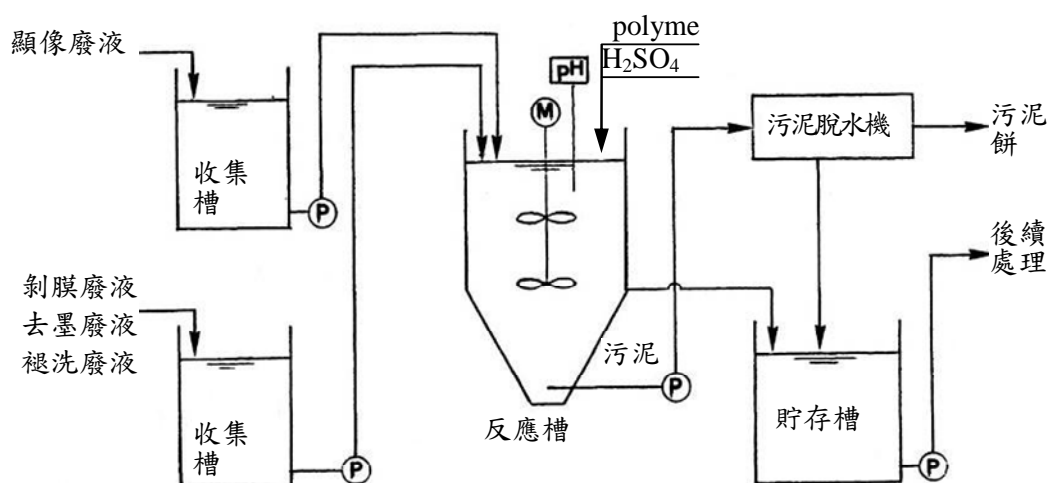 polyme
H₂SO₄
顯像廢液
pH
M
污泥脫水機
污泥
餅
收集
槽
P
後續
處理
剝膜廢液
去墨廢液
褪洗廢液
污泥
P
反應槽
收集
槽
P
貯存槽
P